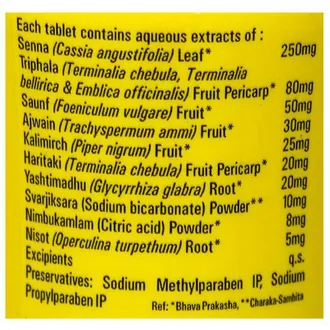 Each tablet contains aqueous extracts of :
Senna (Cassia angustifolia) Leaf* 250mg
Triphala (Terminalia chebula, Terminalia
bellirica & Emblica officinalis) Fruit Pericarp* 80mg
Saunf (Foeniculum vulgare) Fruit* 50mg
Ajwain (Trachyspermum ammi) Fruit* 30mg
Kalimirch (Piper nigrum) Fruit* 25mg
Haritaki (Terminalia chebula) Fruit Pericarp* 20mg
Yashtimadhu (Glycyrrhiza glabra) Root* 20mg
Svarjiksara (Sodium bicarbonate) Powder** 10mg
Nimbukamlam (Citric acid) Powder* 8mg
Nisot (Operculina turpethum) Root* 5mg
Excipients q.s.
Preservatives: Sodium Methylparaben IP, Sodium
Propylparaben IP Ref: *Bhava Prakasha, **Charaka-Samhita